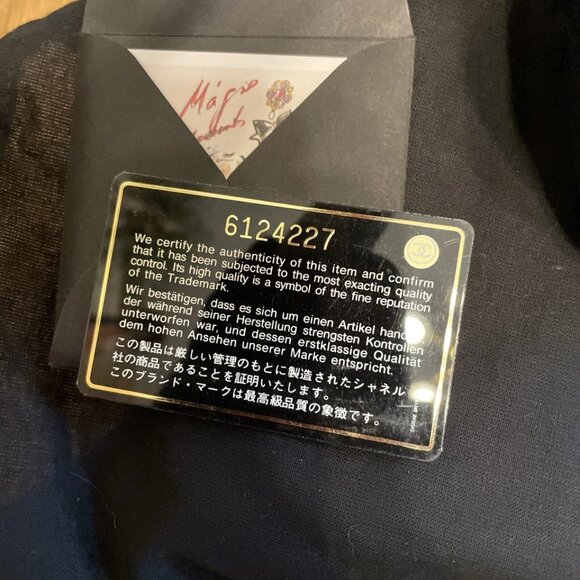 Mágic
6124227
We certify the authenticity of this item and confirm
that it has been subjected to the most exacting quality
control. Its high quality is a symbol of the fine reputation
of the Trademark.
Wir bestätigen, dass es sich um einen Artikel handelt,
der während seiner Herstellung strengsten Kontrollen
unterworfen war, und dessen erstklassige Qualität
dem hohen Ansehen unserer Marke entspricht.
この製品は厳しい管理のもとに製造されたシャネル
社の商品であることを証明いたします。
このブランド・マークは最高級品質の象徴です。